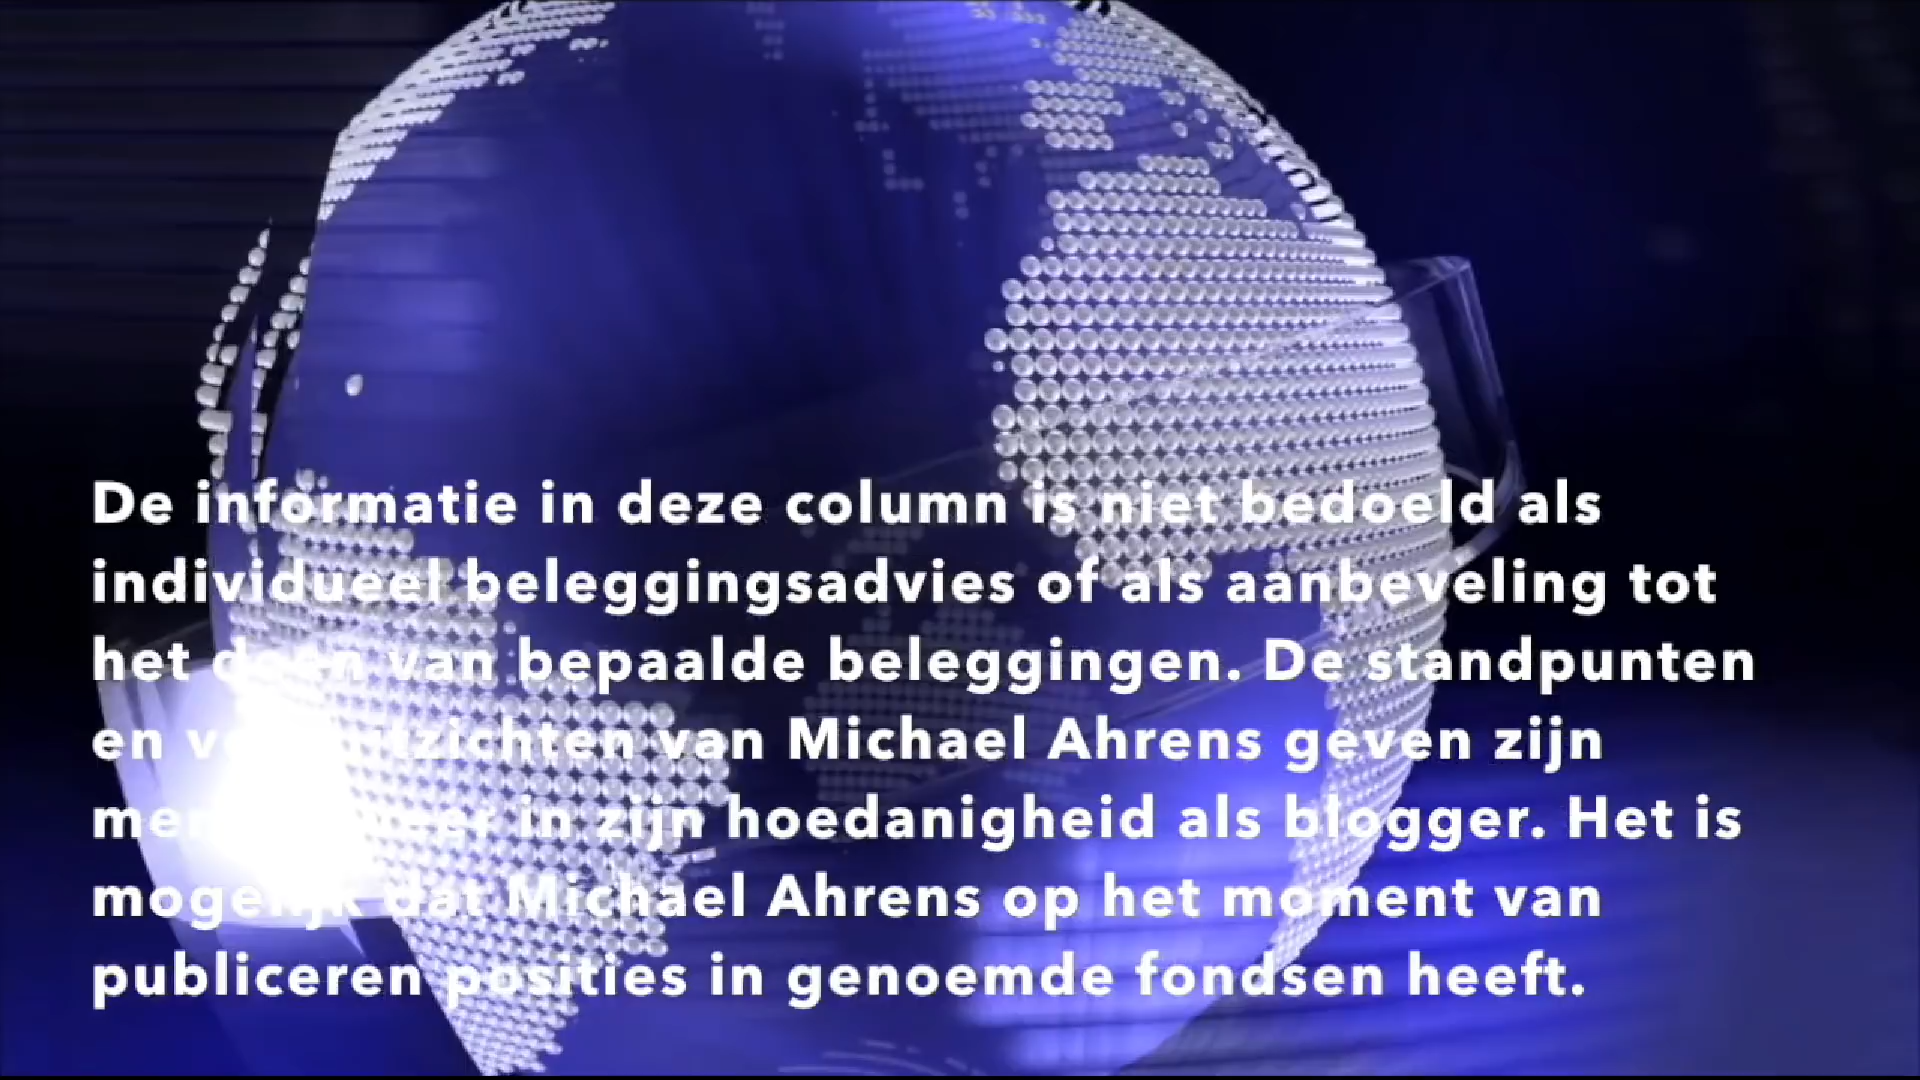 De informatie in deze column is niet bedoeld als
individueel beleggingsadvies of als aanbeveling tot
het doen van bepaalde beleggingen. De standpunten
en van Michael Ahrens geven zijn
in zijn hoedanigheid als blogger. Het is
mogelijk dat Michael Ahrens op het moment van
publiceren posities in genoemde fondsen heeft.